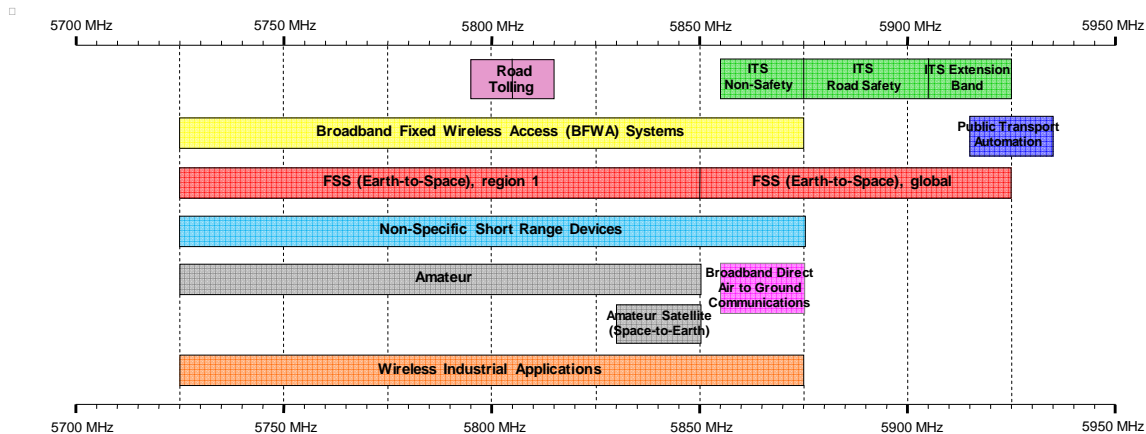 5700 MHz 5750 MHz 5800 MHz 5850 MHz 5900 MHz 5950 MHz
Road
Tolling
ITS
Non-Safety
ITS
Road Safety
ITS Extension
Band
Broadband Fixed Wireless Access (BFWA) Systems
Public Transport
Automation
FSS (Earth-to-Space), region 1
FSS (Earth-to-Space), global
Non-Specific Short Range Devices
Amateur
Broadband Direct
Air to Ground
Communications
Amateur Satellite
(Space-to-Earth)
Wireless Industrial Applications
5700 MHz 5750 MHz 5800 MHz 5850 MHz 5900 MHz 5950 MHz